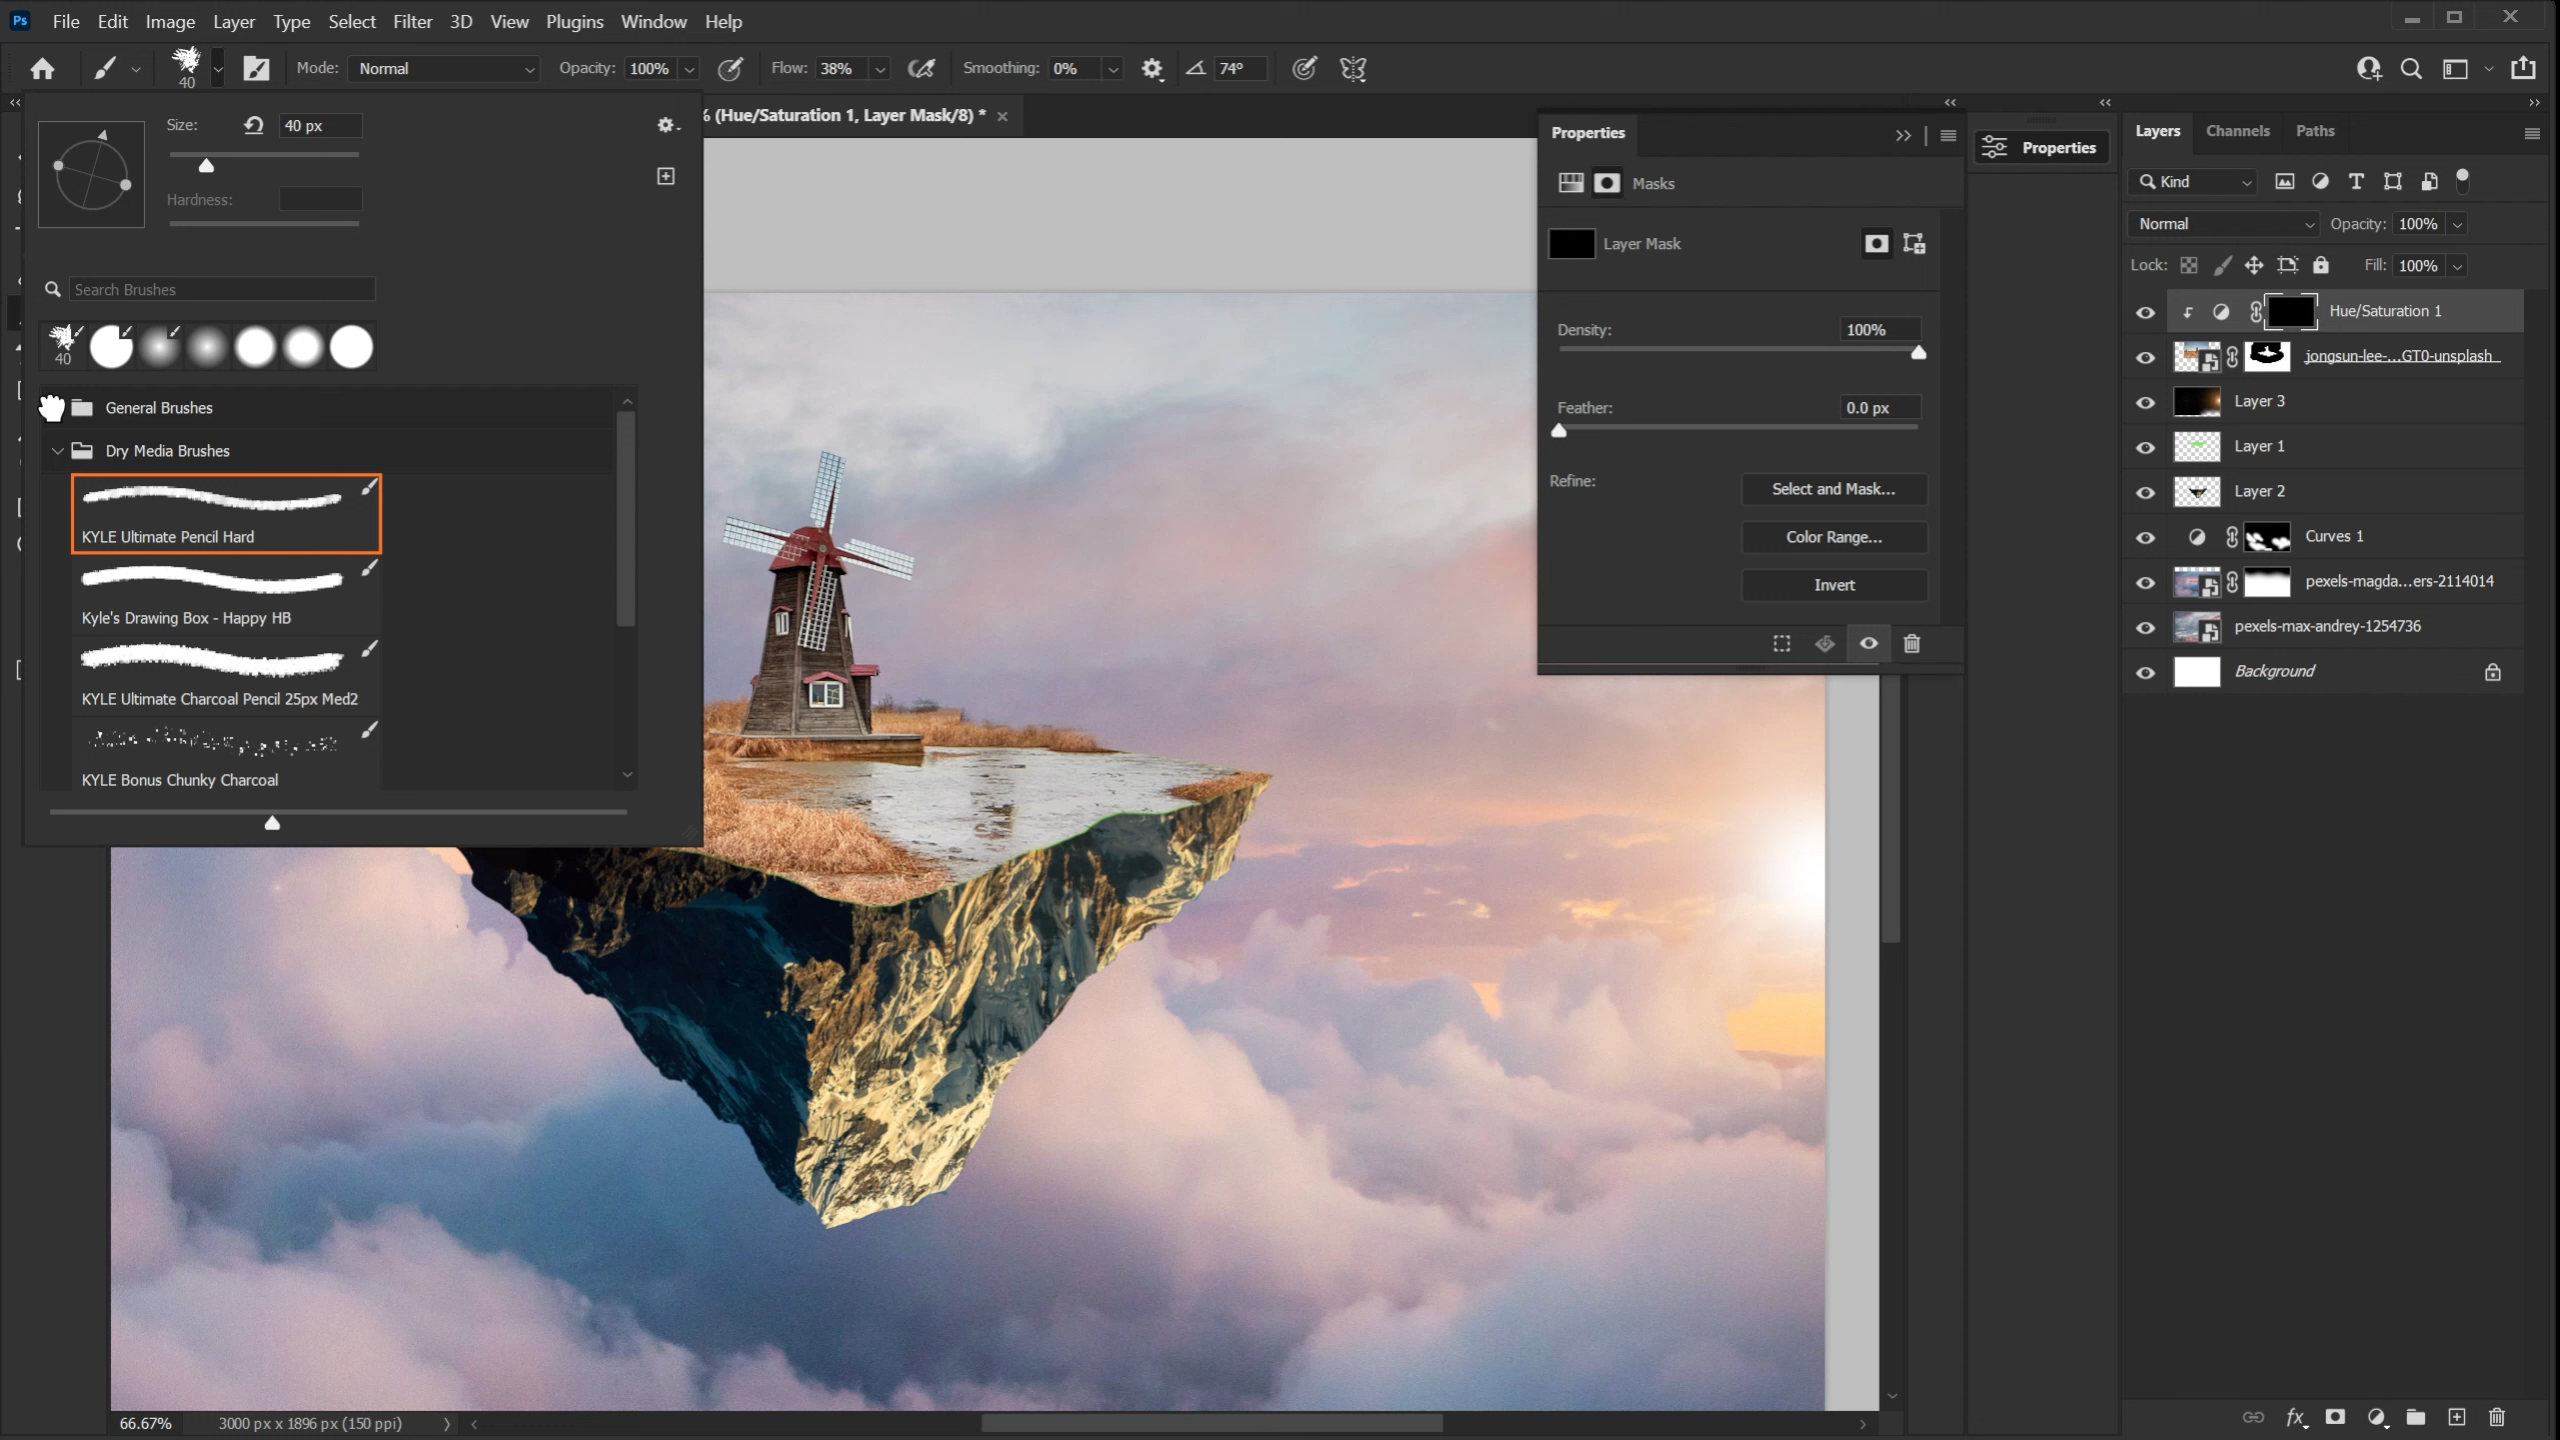 Ps File Edit Image Layer Type Select Filter 3D View Plugins Window Help
40 Mode: Normal Opacity: 100% Flow: 38% Smoothing: 0% 74°
% (Hue/Saturation 1, Layer Mask/8) *
Size: 40 px
Hardness:
Search Brushes
40
General Brushes
Dry Media Brushes
KYLE Ultimate Pencil Hard
Kyle's Drawing Box - Happy HB
KYLE Ultimate Charcoal Pencil 25px Med2
KYLE Bonus Chunky Charcoal
Properties
Masks
Layer Mask
Density: 100%
Feather: 0.0 px
Refine:
Select and Mask...
Color Range...
Invert
Properties
Layers Channels Paths
Kind
Normal Opacity: 100%
Lock: Fill: 100%
Hue/Saturation 1
jongsun-lee-...GT0-unsplash
Layer 3
Layer 1
Layer 2
Curves 1
pexels-magda...ers-2114014
pexels-max-andrey-1254736
Background
fx
66.67% 3000 px x 1896 px (150 ppi)